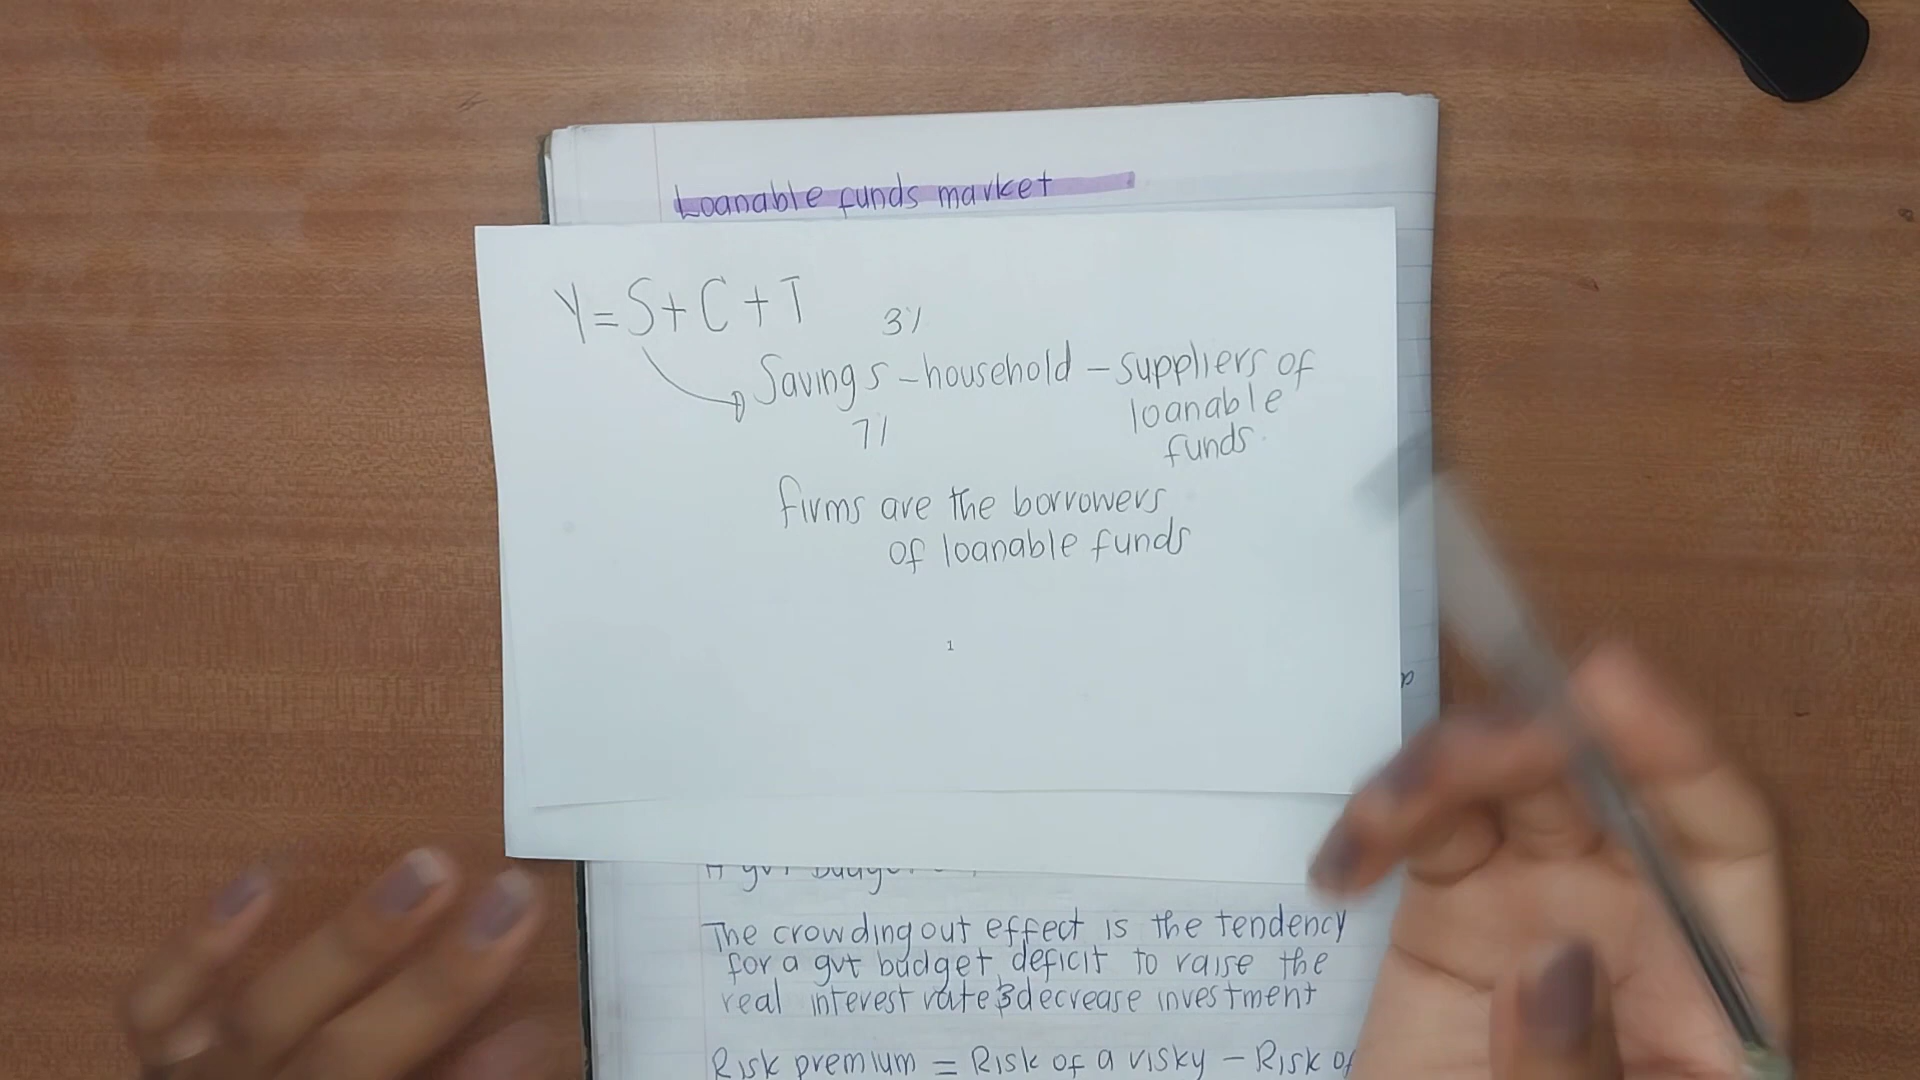 Loanable funds market
Y = S + C + T
3%
Savings – household – suppliers of
loanable
funds.
7%
firms are the borrowers
of loanable funds
1
The crowding out effect is the tendency
for a gvt budget deficit to raise the
real interest rate & decrease investment
Risk premium = Risk of a risky – Risk of